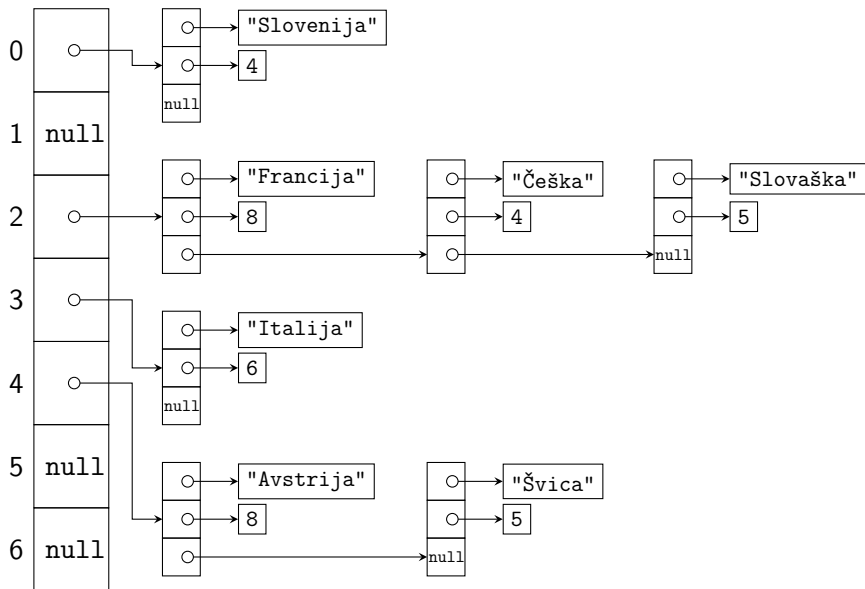 "Slovenija"
0
4
null
1 null
"Francija" "Češka" "Slovaška"
2
8 4 5
null
3
"Italija"
6
4
null
5 null
"Avstrija" "Švica"
8 5
6 null
null